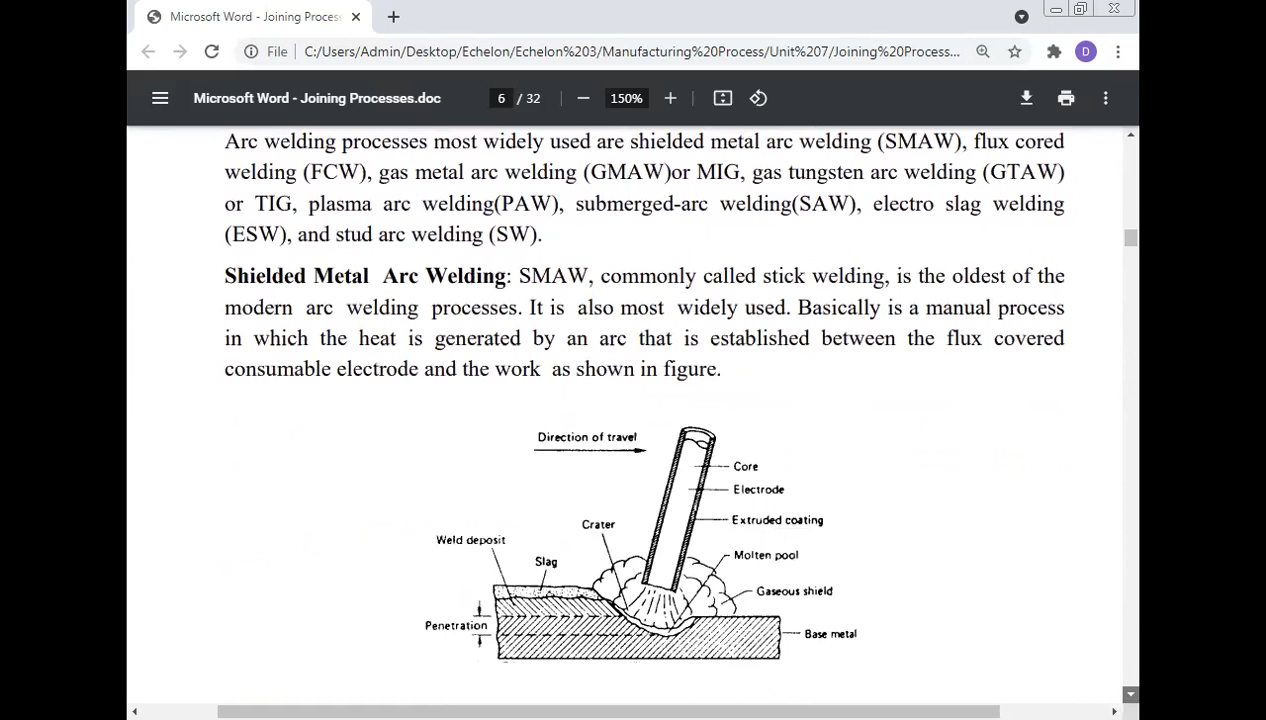 Microsoft Word - Joining Process
File
C:/Users/Admin/Desktop/Echelon/Echelon%203/Manufacturing%20Process/Unit%207/Joining%20Process...
D
Microsoft Word - Joining Processes.doc
6 / 32
150%
Arc welding processes most widely used are shielded metal arc welding (SMAW), flux cored
welding (FCW), gas metal arc welding (GMAW)or MIG, gas tungsten arc welding (GTAW)
or TIG, plasma arc welding(PAW), submerged-arc welding(SAW), electro slag welding
(ESW), and stud arc welding (SW).
Shielded Metal Arc Welding: SMAW, commonly called stick welding, is the oldest of the
modern arc welding processes. It is also most widely used. Basically is a manual process
in which the heat is generated by an arc that is established between the flux covered
consumable electrode and the work as shown in figure.
Direction of travel
Core
Electrode
Extruded coating
Crater
Weld deposit
Molten pool
Slag
Gaseous shield
Penetration
Base metal